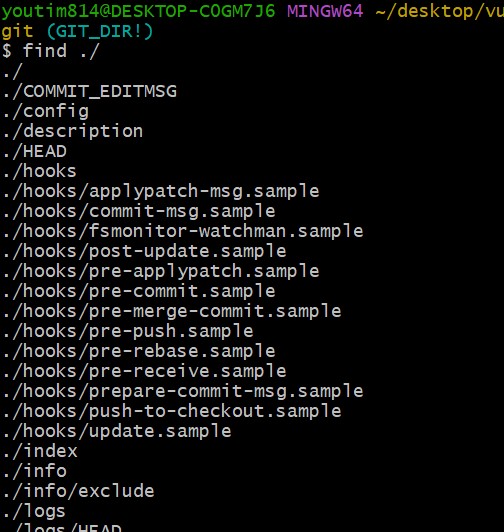 youtim814@DESKTOP-COGM7J6 MINGW64 ~/desktop/vu
git (GIT_DIR!)
$ find ./
./
./COMMIT_EDITMSG
./config
./description
./HEAD
./hooks
./hooks/applypatch-msg.sample
./hooks/commit-msg.sample
./hooks/fsmonitor-watchman.sample
./hooks/post-update.sample
./hooks/pre-applypatch.sample
./hooks/pre-commit.sample
./hooks/pre-merge-commit.sample
./hooks/pre-push.sample
./hooks/pre-rebase.sample
./hooks/pre-receive.sample
./hooks/prepare-commit-msg.sample
./hooks/push-to-checkout.sample
./hooks/update.sample
./index
./info
./info/exclude
./logs
./logs/HEAD